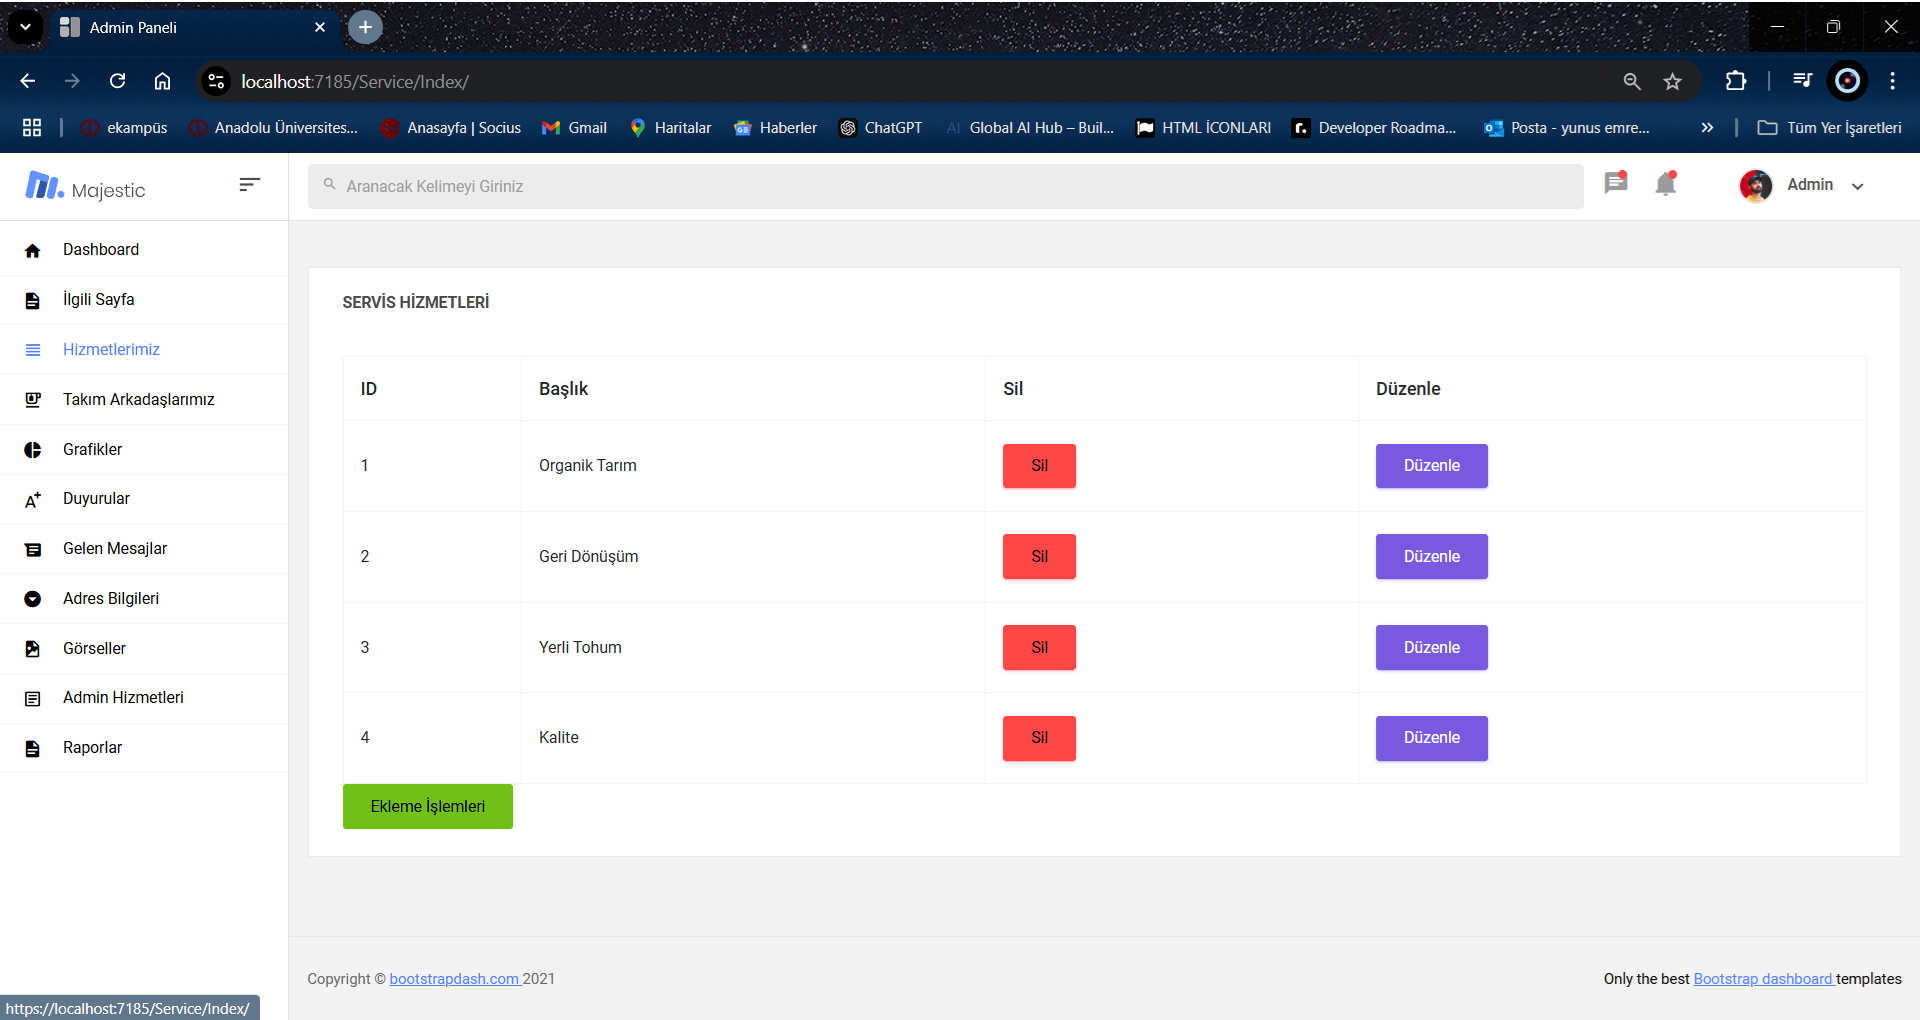 Admin Paneli
localhost:7185/Service/Index/
ekampüs
Anadolu Üniversites...
Anasayfa | Socius
Gmail
Haritalar
Haberler
ChatGPT
AI Global AI Hub – Buil...
HTML İCONLARI
r. Developer Roadma...
Posta - yunus emre...
Tüm Yer İşaretleri
Majestic
Aranacak Kelimeyi Giriniz
Admin
Dashboard
İlgili Sayfa
Hizmetlerimiz
Takım Arkadaşlarımız
Grafikler
Duyurular
Gelen Mesajlar
Adres Bilgileri
Görseller
Admin Hizmetleri
Raporlar
SERVİS HİZMETLERİ
ID Başlık Sil Düzenle
1 Organik Tarım Sil Düzenle
2 Geri Dönüşüm Sil Düzenle
3 Yerli Tohum Sil Düzenle
4 Kalite Sil Düzenle
Ekleme İşlemleri
Copyright © bootstrapdash.com 2021
Only the best Bootstrap dashboard templates
https://localhost:7185/Service/Index/